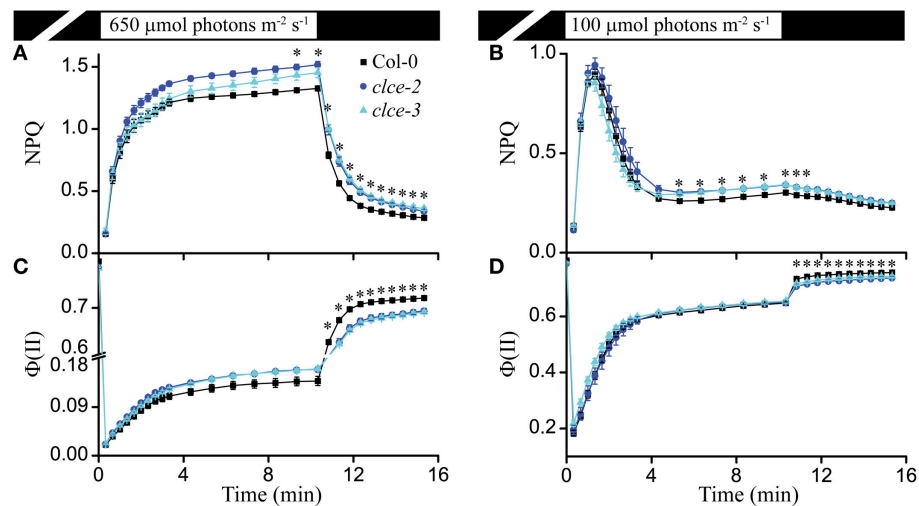 650 μmol photons m-2 s-1
100 μmol photons m-2 s-1
A
* *
Col-0
clce-2
clce-3
* * * * * * * * * *
NPQ
1.5
1.0
0.5
0.0
B
* * * * * * * * *
NPQ
1.0
0.5
0.0
C
* * * * * * * * * *
Φ(II)
0.7
0.6
0.18
0.09
0.00
0 4 8 12 16
Time (min)
D
* * * * * * * * * *
Φ(II)
0.6
0.4
0.2
0 4 8 12 16
Time (min)